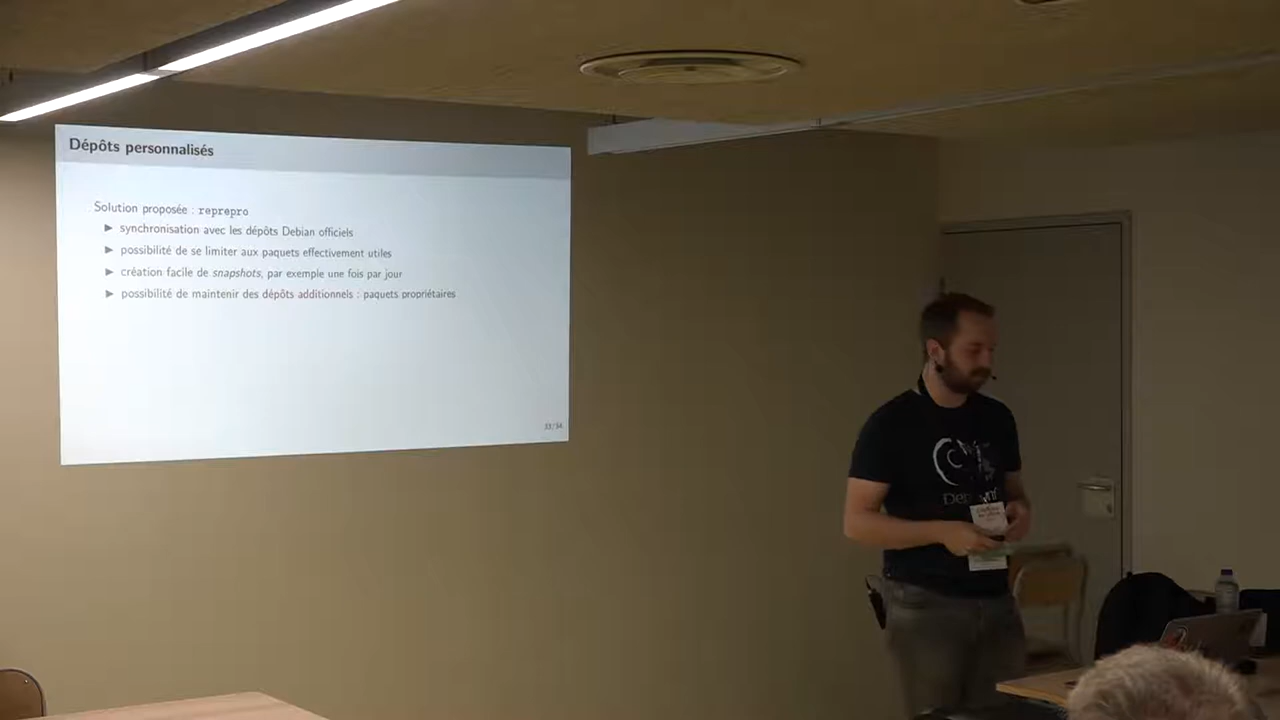 Dépôts personnalisés
Solution proposée : reprepro
▶ synchronisation avec les dépôts Debian officiels
▶ possibilité de se limiter aux paquets effectivement utiles
▶ création facile de snapshots, par exemple une fois par jour
▶ possibilité de maintenir des dépôts additionnels : paquets propriétaires